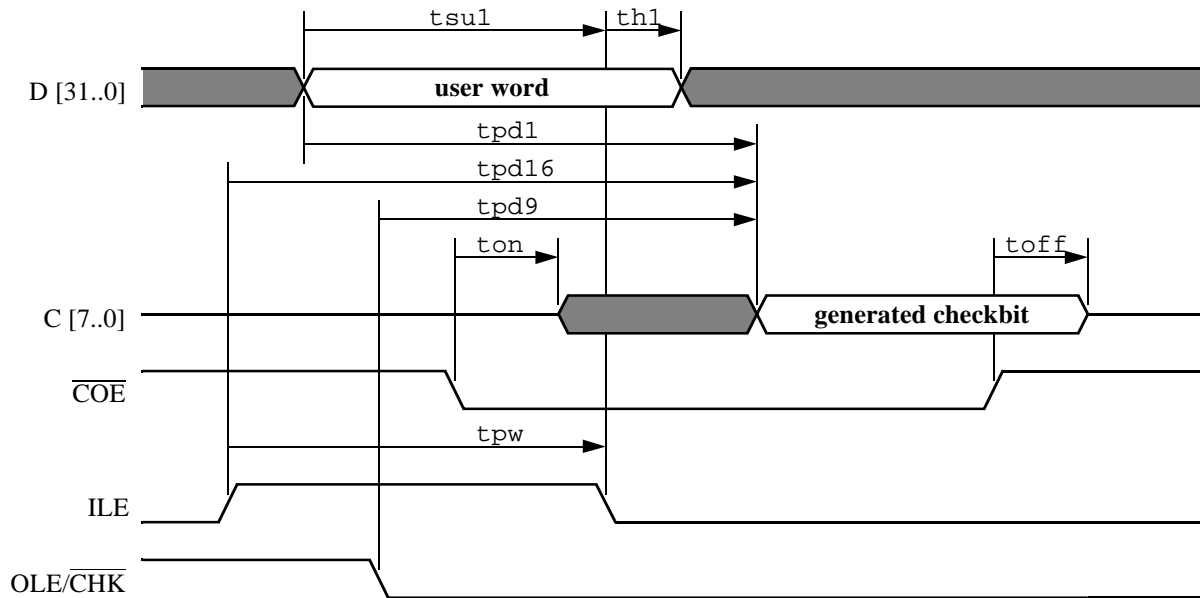 tsu1 th1
D [31..0] user word
tpd1
tpd16
tpd9
ton toff
C [7..0] generated checkbit
COE
tpw
ILE
OLE/CHK